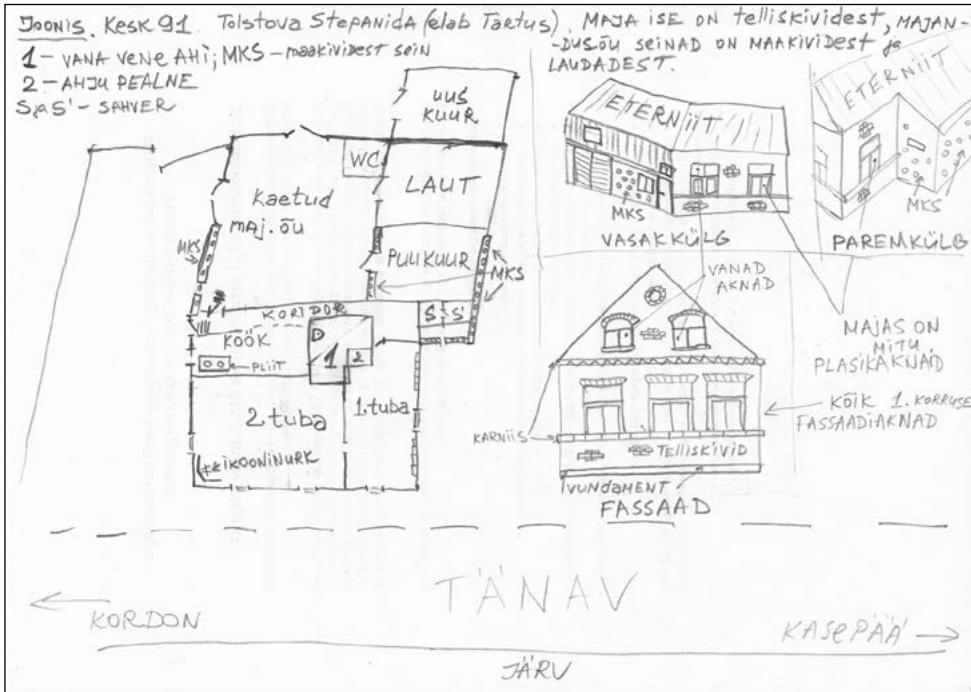 JOONIS. KESK 91. Tolstova Stepanida (elab Tartus). MAJA ISE ON telliskividest, MAJAN-
-DUSÕU SEINAD ON MAAKIVIDEST ja
LAUDADEST.
1 - VANA VENE AHI; MKS - maakividest sein
2 - AHJU PEALNE
S ja S' - SAHVER
UUS
KUUR
WC
LAUT
kaetud
maj. õu
MKS
PUUKUUR
MKS
KORIDOR
S S'
KÖÖK
1
2
PLIIT
2. tuba
1. tuba
IKOONINURK
ETERNIIT
MKS
VASAKKÜLG
ETERNIIT
MKS
PAREMKÜLG
VANAD
AKNAD
MAJAS ON
MITU
PLASIKAKNAD
KÕIK 1. KORRUSE
FASSAADIAKNAD
KARNIIS
TELLISKIVID
VUNDAMENT
FASSAAD
TÄNAV
KORDON
KASEPÄÄ
JÄRV